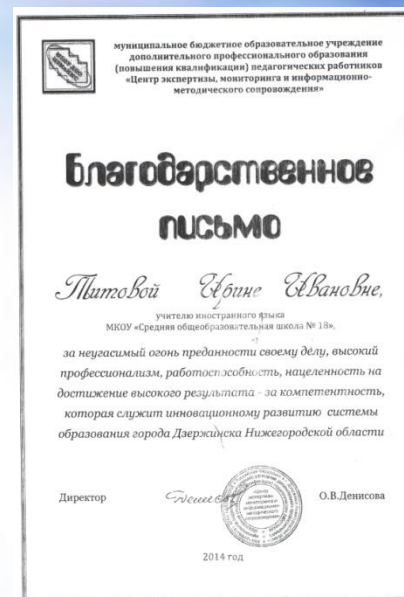 муниципальное бюджетное образовательное учреждение
дополнительного профессионального образования
(повышения квалификации) педагогических работников
«Центр экспертизы, мониторинга и информационно-
методического сопровождения»
Благодарственное
письмо
Титовой Ирине Ивановне,
учителю иностранного языка
МКОУ «Средняя общеобразовательная школа № 18»,
за неугасимый огонь преданности своему делу, высокий
профессионализм, работоспособность, нацеленность на
достижение высокого результата - за компетентность,
которая служит инновационному развитию системы
образования города Дзержинска Нижегородской области
Директор О.В.Денисова
2014 год